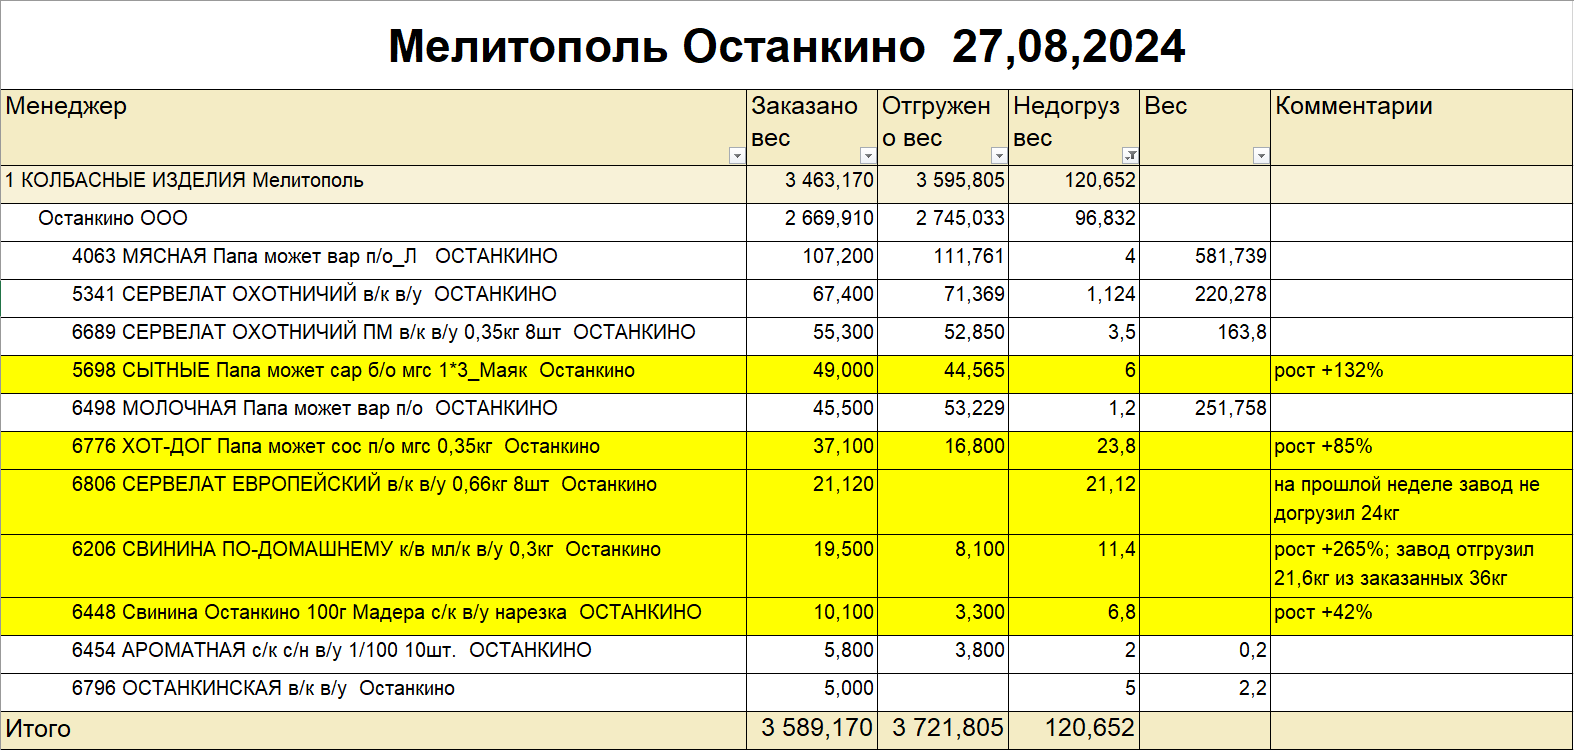 Мелитополь Останкино 27,08,2024
Менеджер Заказано вес Отгружено вес Недогруз вес Вес Комментарии
1 КОЛБАСНЫЕ ИЗДЕЛИЯ Мелитополь 3 463,170 3 595,805 120,652
Останкино ООО 2 669,910 2 745,033 96,832
4063 МЯСНАЯ Папа может вар п/о_Л ОСТАНКИНО 107,200 111,761 4 581,739
5341 СЕРВЕЛАТ ОХОТНИЧИЙ в/к в/у ОСТАНКИНО 67,400 71,369 1,124 220,278
6689 СЕРВЕЛАТ ОХОТНИЧИЙ ПМ в/к в/у 0,35кг 8шт ОСТАНКИНО 55,300 52,850 3,5 163,8
5698 СЫТНЫЕ Папа может сар б/о мгс 1*3_Маяк Останкино 49,000 44,565 6 рост +132%
6498 МОЛОЧНАЯ Папа может вар п/о ОСТАНКИНО 45,500 53,229 1,2 251,758
6776 ХОТ-ДОГ Папа может сос п/о мгс 0,35кг Останкино 37,100 16,800 23,8 рост +85%
6806 СЕРВЕЛАТ ЕВРОПЕЙСКИЙ в/к в/у 0,66кг 8шт Останкино 21,120 21,12 на прошлой неделе завод не
догрузил 24кг
6206 СВИНИНА ПО-ДОМАШНЕМУ к/в мл/к в/у 0,3кг Останкино 19,500 8,100 11,4 рост +265%; завод отгрузил
21,6кг из заказанных 36кг
6448 Свинина Останкино 100г Мадера с/к в/у нарезка ОСТАНКИНО 10,100 3,300 6,8 рост +42%
6454 АРОМАТНАЯ с/к с/н в/у 1/100 10шт. ОСТАНКИНО 5,800 3,800 2 0,2
6796 ОСТАНКИНСКАЯ в/к в/у Останкино 5,000 5 2,2
Итого 3 589,170 3 721,805 120,652